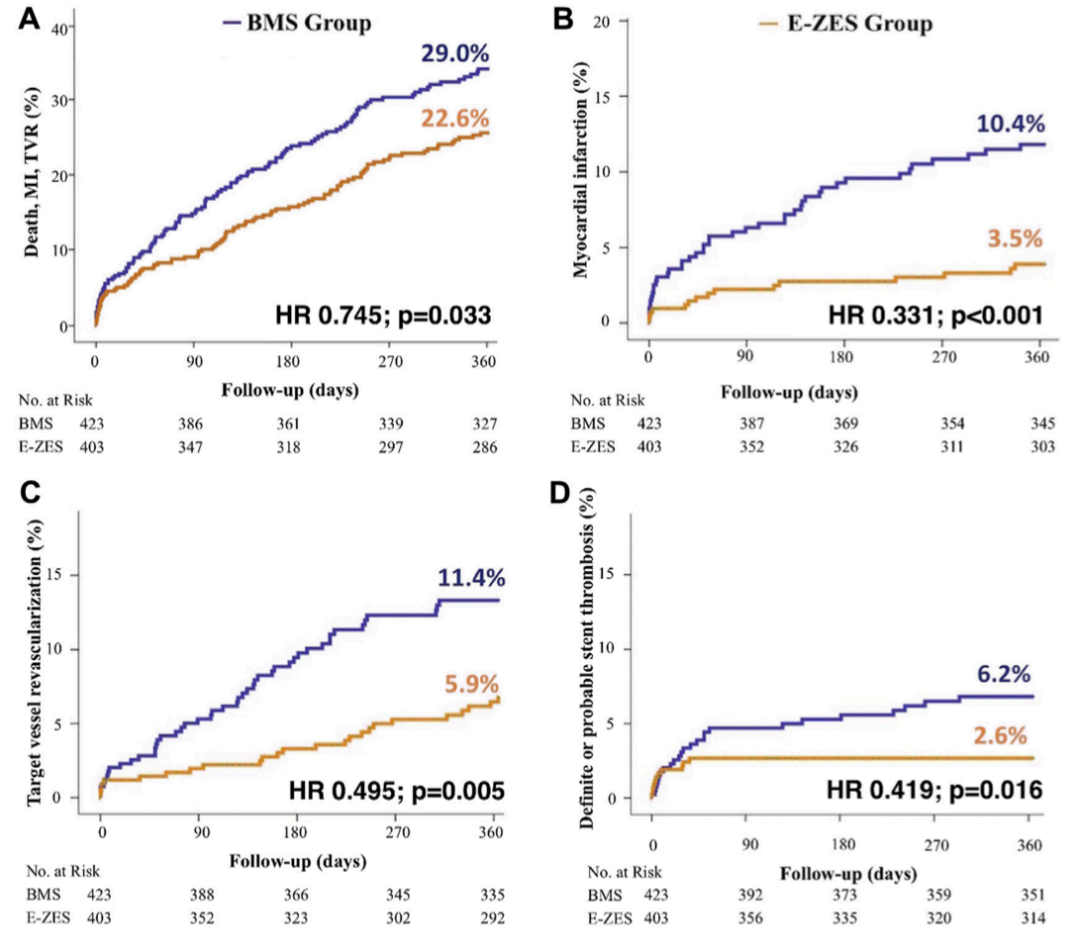 A
BMS Group
Death, MI, TVR (%)
40
30
20
10
0
29.0%
22.6%
HR 0.745; p=0.033
0 90 180 270 360
Follow-up (days)
No. at Risk
BMS 423 386 361 339 327
E-ZES 403 347 318 297 286
B
E-ZES Group
Myocardial infarction (%)
20
15
10
5
0
10.4%
3.5%
HR 0.331; p<0.001
0 90 180 270 360
Follow-up (days)
No. at Risk
BMS 423 387 369 354 345
E-ZES 403 352 326 311 303
C
Target vessel revascularization (%)
15
10
5
0
11.4%
5.9%
HR 0.495; p=0.005
0 90 180 270 360
Follow-up (days)
No. at Risk
BMS 423 388 366 345 335
E-ZES 403 352 323 302 292
D
Definite or probable stent thrombosis (%)
15
10
5
0
6.2%
2.6%
HR 0.419; p=0.016
0 90 180 270 360
Follow-up (days)
No. at Risk
BMS 423 392 373 359 351
E-ZES 403 356 335 320 314